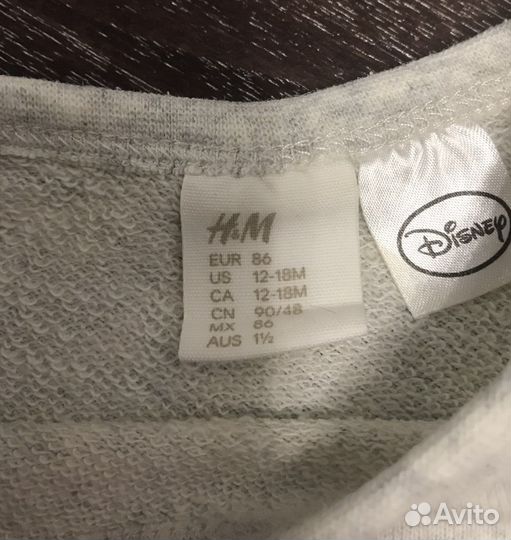 H&M
EUR 86
US 12-18M
CA 12-18M
CN 90/48
MX 86
AUS 1½
Disney
Avito